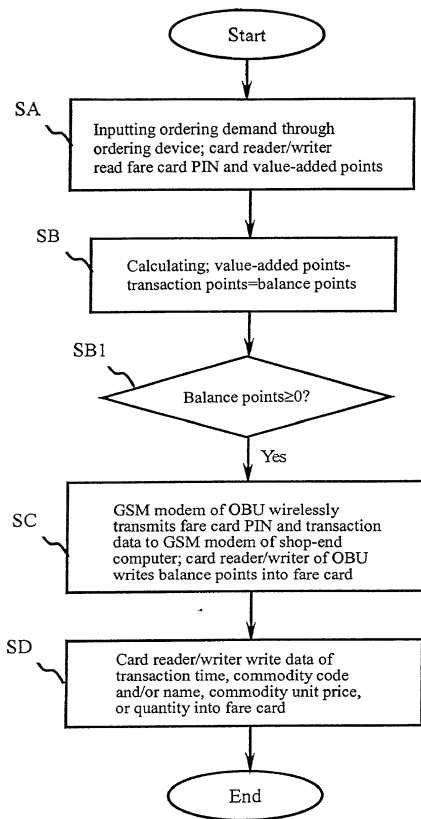 Start
SA
Inputting ordering demand through
ordering device; card reader/writer
read fare card PIN and value-added points
SB
Calculating; value-added points-
transaction points=balance points
SB1
Balance points≥0?
Yes
SC
GSM modem of OBU wirelessly
transmits fare card PIN and transaction
data to GSM modem of shop-end
computer; card reader/writer of OBU
writes balance points into fare card
SD
Card reader/writer write data of
transaction time, commodity code
and/or name, commodity unit price,
or quantity into fare card
End